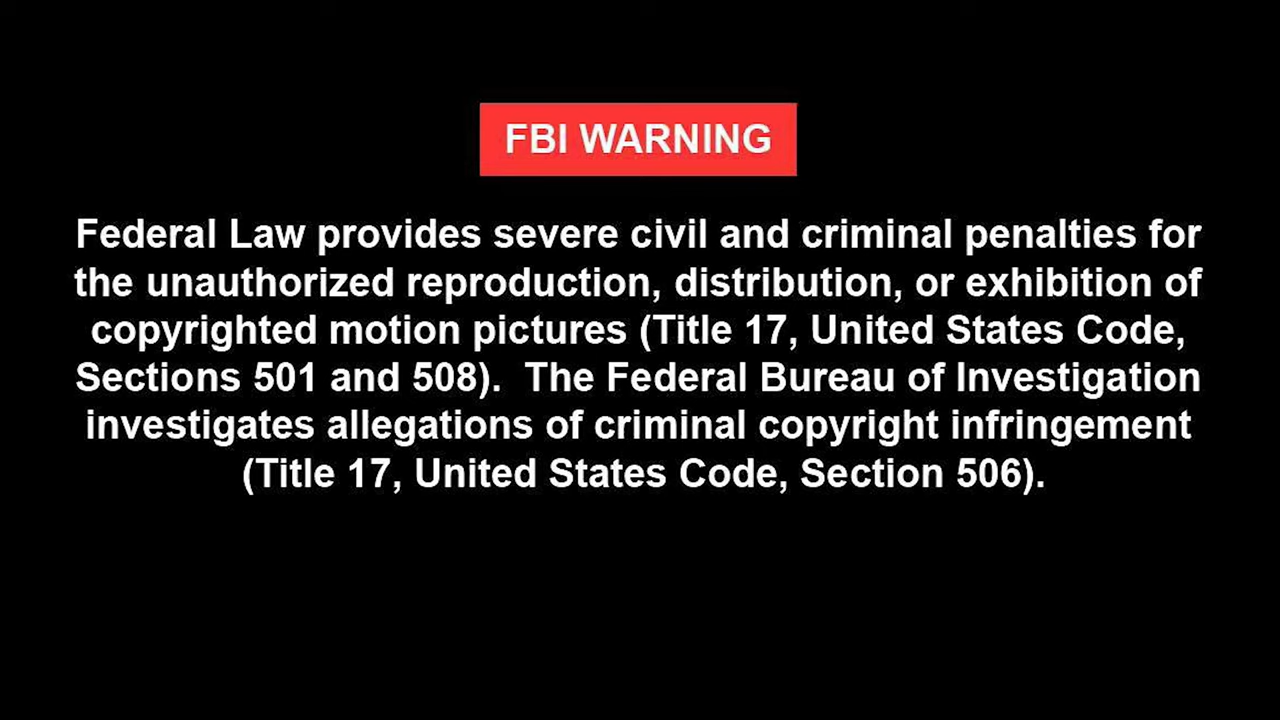 FBI WARNING
Federal Law provides severe civil and criminal penalties for
the unauthorized reproduction, distribution, or exhibition of
copyrighted motion pictures (Title 17, United States Code,
Sections 501 and 508).  The Federal Bureau of Investigation
investigates allegations of criminal copyright infringement
(Title 17, United States Code, Section 506).